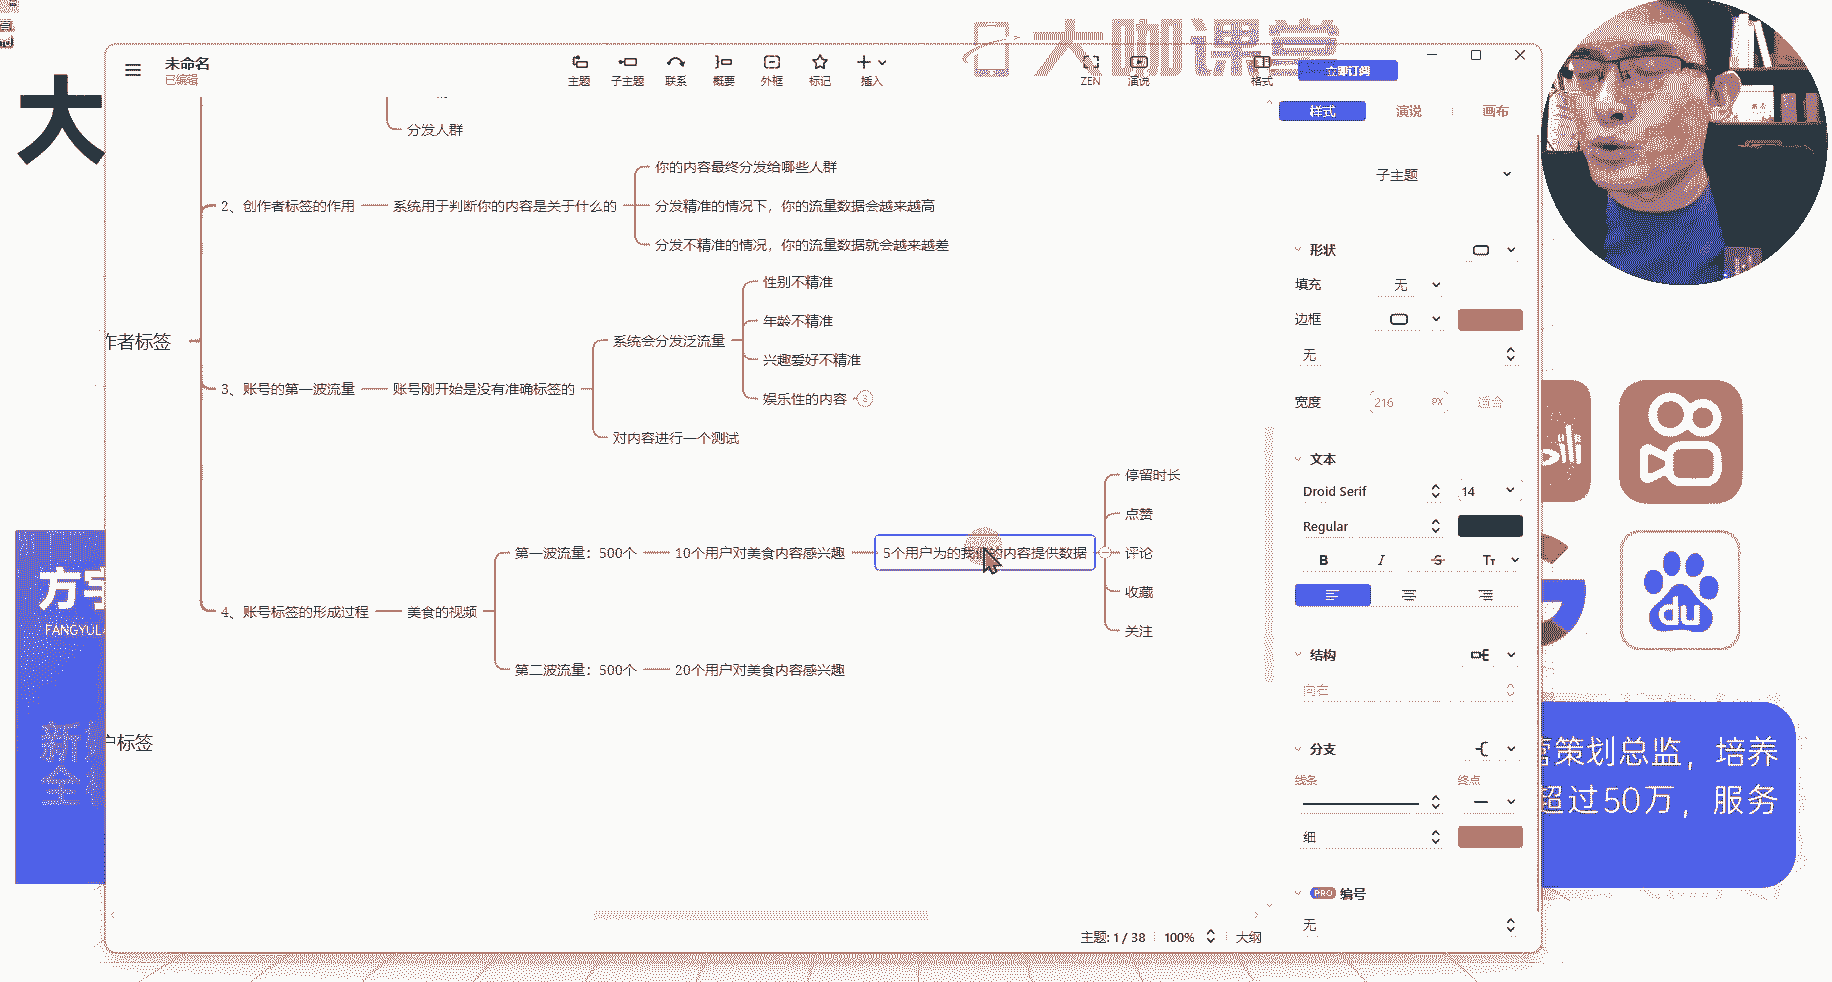 大咖课堂
大
未命名
已编辑
主题
子主题
联系
概要
外框
标记
插入
ZEN
演说
格式
立即订阅
样式
演说
画布
分发人群
2、创作者标签的作用
系统用于判断你的内容是关于什么的
你的内容最终分发给哪些人群
分发精准的情况下，你的流量数据会越来越高
分发不精准的情况，你的流量数据就会越来越差
作者标签
3、账号的第一波流量
账号刚开始是没有准确标签的
系统会分发泛流量
性别不精准
年龄不精准
兴趣爱好不精准
娱乐性的内容
3
对内容进行一个测试
4、账号标签的形成过程
美食的视频
第一波流量：500个
10个用户对美食内容感兴趣
5个用户为的我们的内容提供数据
停留时长
点赞
评论
收藏
关注
第二波流量：500个
20个用户对美食内容感兴趣
户标签
子主题
形状
填充
无
边框
无
宽度
216
PX
适合
文本
Droid Serif
14
Regular
B
I
S
Tт
结构
向右
分支
线条
终点
细
PRO
编号
无
主题: 1 / 38
100%
大纲
方宇
FANGYUL
新
全
ili
du
营策划总监，培养
超过50万，服务